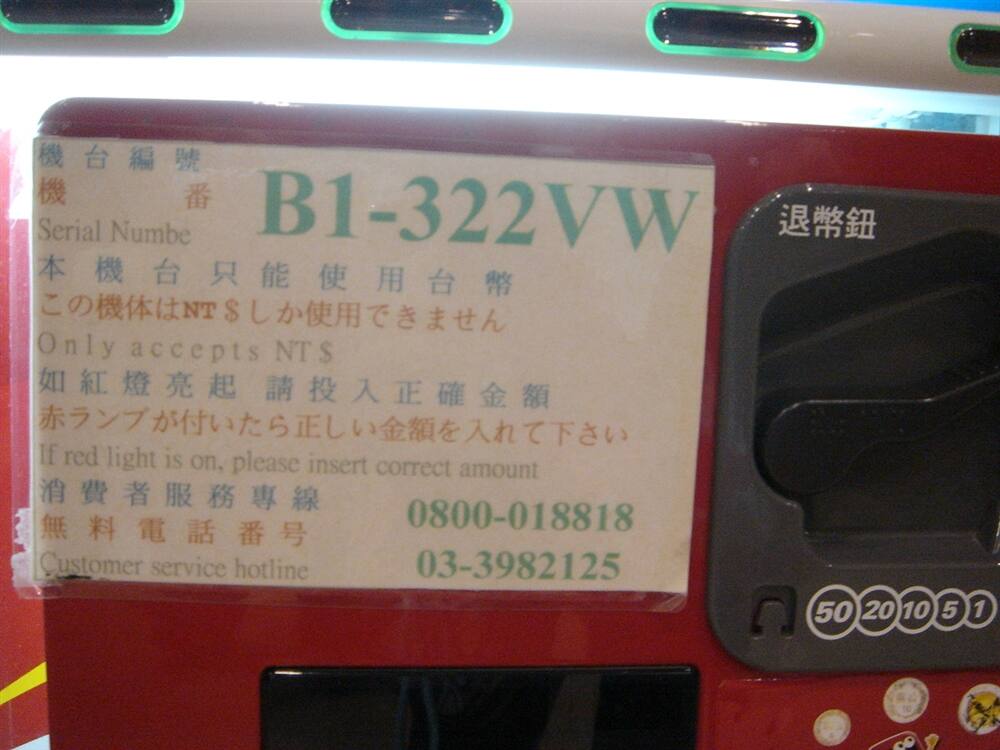 機台編號
機番 B1-322VW
Serial Numbe
本機台只能使用台幣
この機体はNT$しか使用できません
Only accepts NT$
如紅燈亮起 請投入正確金額
赤ランプが付いたら正しい金額を入れて下さい
If red light is on, please insert correct amount
消費者服務專線 0800-018818
無料電話番号
Customer service hotline 03-3982125
退幣鈕
50 20 10 5 1